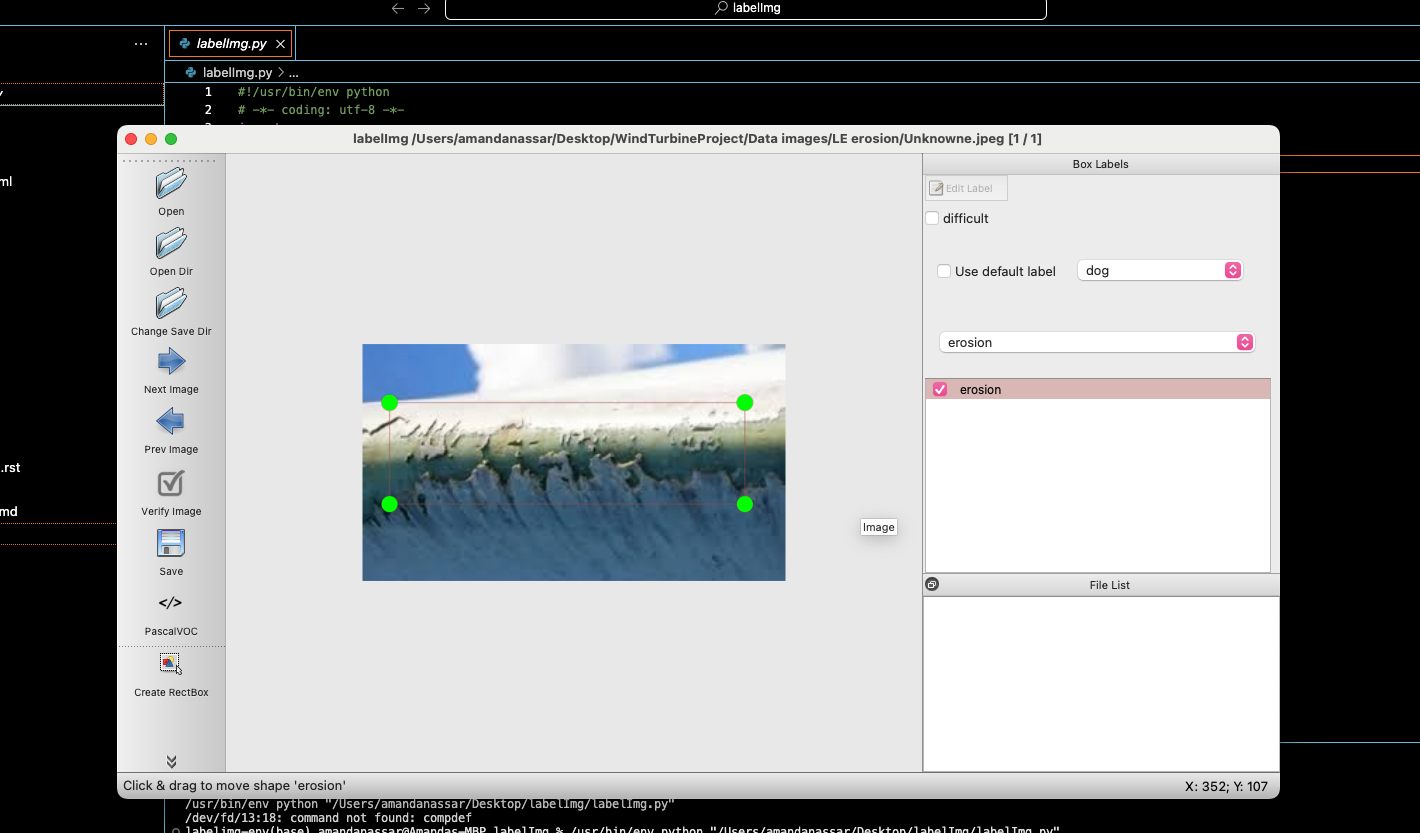 labelImg
...
labelImg.py
labelImg.py > ...
1 #!/usr/bin/env python
2 # -*- coding: utf-8 -*-
labelImg /Users/amandanassar/Desktop/WindTurbineProject/Data images/LE erosion/Unknowne.jpeg [1 / 1]
ml
.rst
md
Open
Open Dir
Change Save Dir
Next Image
Prev Image
Verify Image
Save
</>
PascalVOC
Create RectBox
Image
Box Labels
Edit Label
difficult
Use default label
dog
erosion
erosion
File List
Click & drag to move shape 'erosion'
X: 352; Y: 107
/usr/bin/env python "/Users/amandanassar/Desktop/labelImg/labelImg.py"
/dev/fd/13:18: command not found: compdef
labelimg-env(base) amandanassar@Amandas-MBP labelImg % /usr/bin/env python "/Users/amandanassar/Desktop/labelImg/labelImg.py"